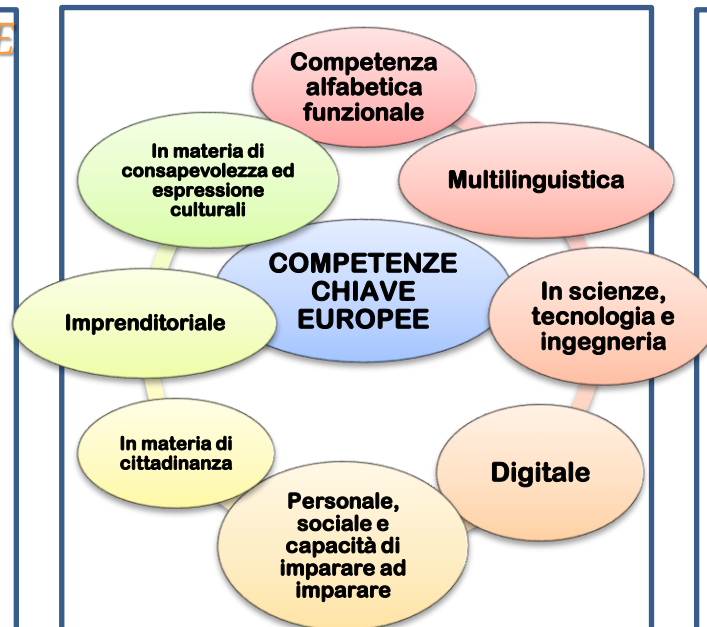 E
Competenza
alfabetica
funzionale
In materia di
consapevolezza ed
espressione
culturali
Multilinguistica
COMPETENZE
CHIAVE
EUROPEE
In scienze,
tecnologia e
ingegneria
Imprenditoriale
In materia di
cittadinanza
Digitale
Personale,
sociale e
capacità di
imparare ad
imparare